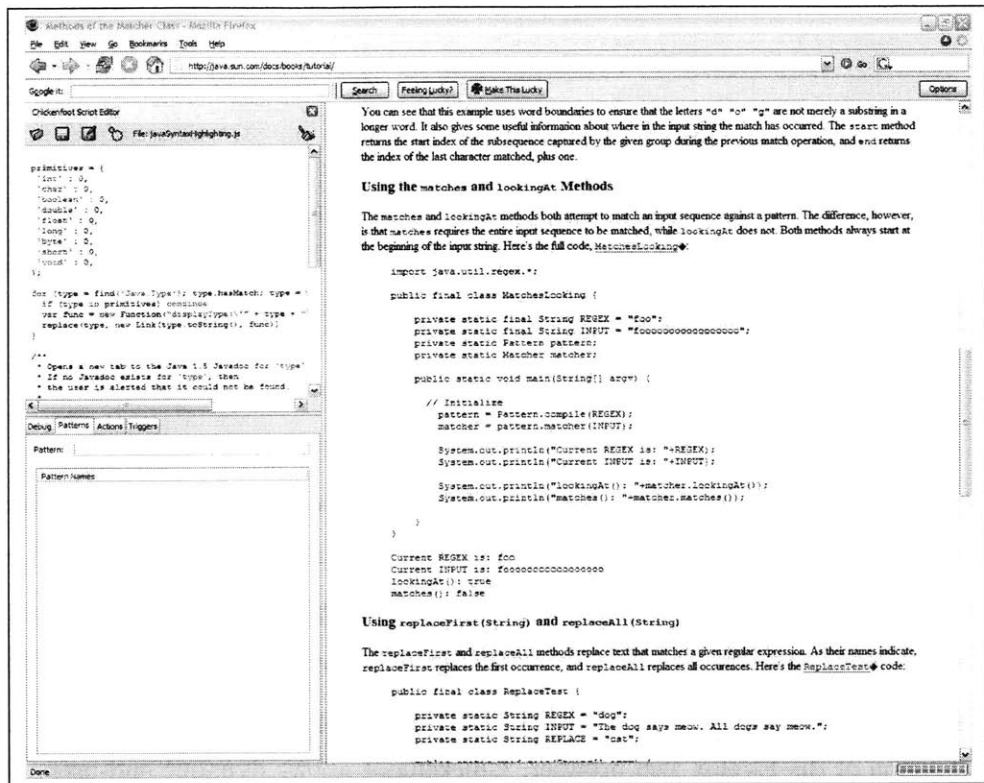 Methods of the Matcher Class - Mozilla Firefox
File Edit View Go Bookmarks Tools Help
http://java.sun.com/docs/books/tutorial/
Go
Google it:
Search
Feeling Lucky?
Make This Lucky
Options
Chickenfoot Script Editor
File: javaSyntaxHighlighting.js
primitives = {
'int' : 0,
'char' : 0,
'boolean' : 0,
'double' : 0,
'float' : 0,
'long' : 0,
'byte' : 0,
'short' : 0,
'void' : 0,
};
for (type = find('Java Type'); type.hasMatch; type =
if (type in primitives) continue
var func = new Function("displayType(\'" + type +
replace(type, new Link(type.toString(), func))
}
/**
* Opens a new tab to the Java 1.5 Javadoc for 'type'
* If no Javadoc exists for 'type', then
* the user is alerted that it could not be found.
*
Debug Patterns Actions Triggers
Pattern:
Pattern Names
You can see that this example uses word boundaries to ensure that the letters "d" "o" "g" are not merely a substring in a
longer word. It also gives some useful information about where in the input string the match has occurred. The start method
returns the start index of the subsequence captured by the given group during the previous match operation, and end returns
the index of the last character matched, plus one.
Using the matches and lookingAt Methods
The matches and lookingAt methods both attempt to match an input sequence against a pattern. The difference, however,
is that matches requires the entire input sequence to be matched, while lookingAt does not. Both methods always start at
the beginning of the input string. Here's the full code, MatchesLooking:
import java.util.regex.*;
public final class MatchesLooking {
private static final String REGEX = "foo";
private static final String INPUT = "fooooooooooooooooo";
private static Pattern pattern;
private static Matcher matcher;
public static void main(String[] argv) {
// Initialize
pattern = Pattern.compile(REGEX);
matcher = pattern.matcher(INPUT);
System.out.println("Current REGEX is: "+REGEX);
System.out.println("Current INPUT is: "+INPUT);
System.out.println("lookingAt(): "+matcher.lookingAt());
System.out.println("matches(): "+matcher.matches());
}
}
Current REGEX is: foo
Current INPUT is: fooooooooooooooooo
lookingAt(): true
matches(): false
Using replaceFirst(String) and replaceAll(String)
The replaceFirst and replaceAll methods replace text that matches a given regular expression. As their names indicate,
replaceFirst replaces the first occurrence, and replaceAll replaces all occurences. Here's the ReplaceTest code:
public final class ReplaceTest {
private static String REGEX = "dog";
private static String INPUT = "The dog says meow. All dogs say meow.";
private static String REPLACE = "cat";
Done